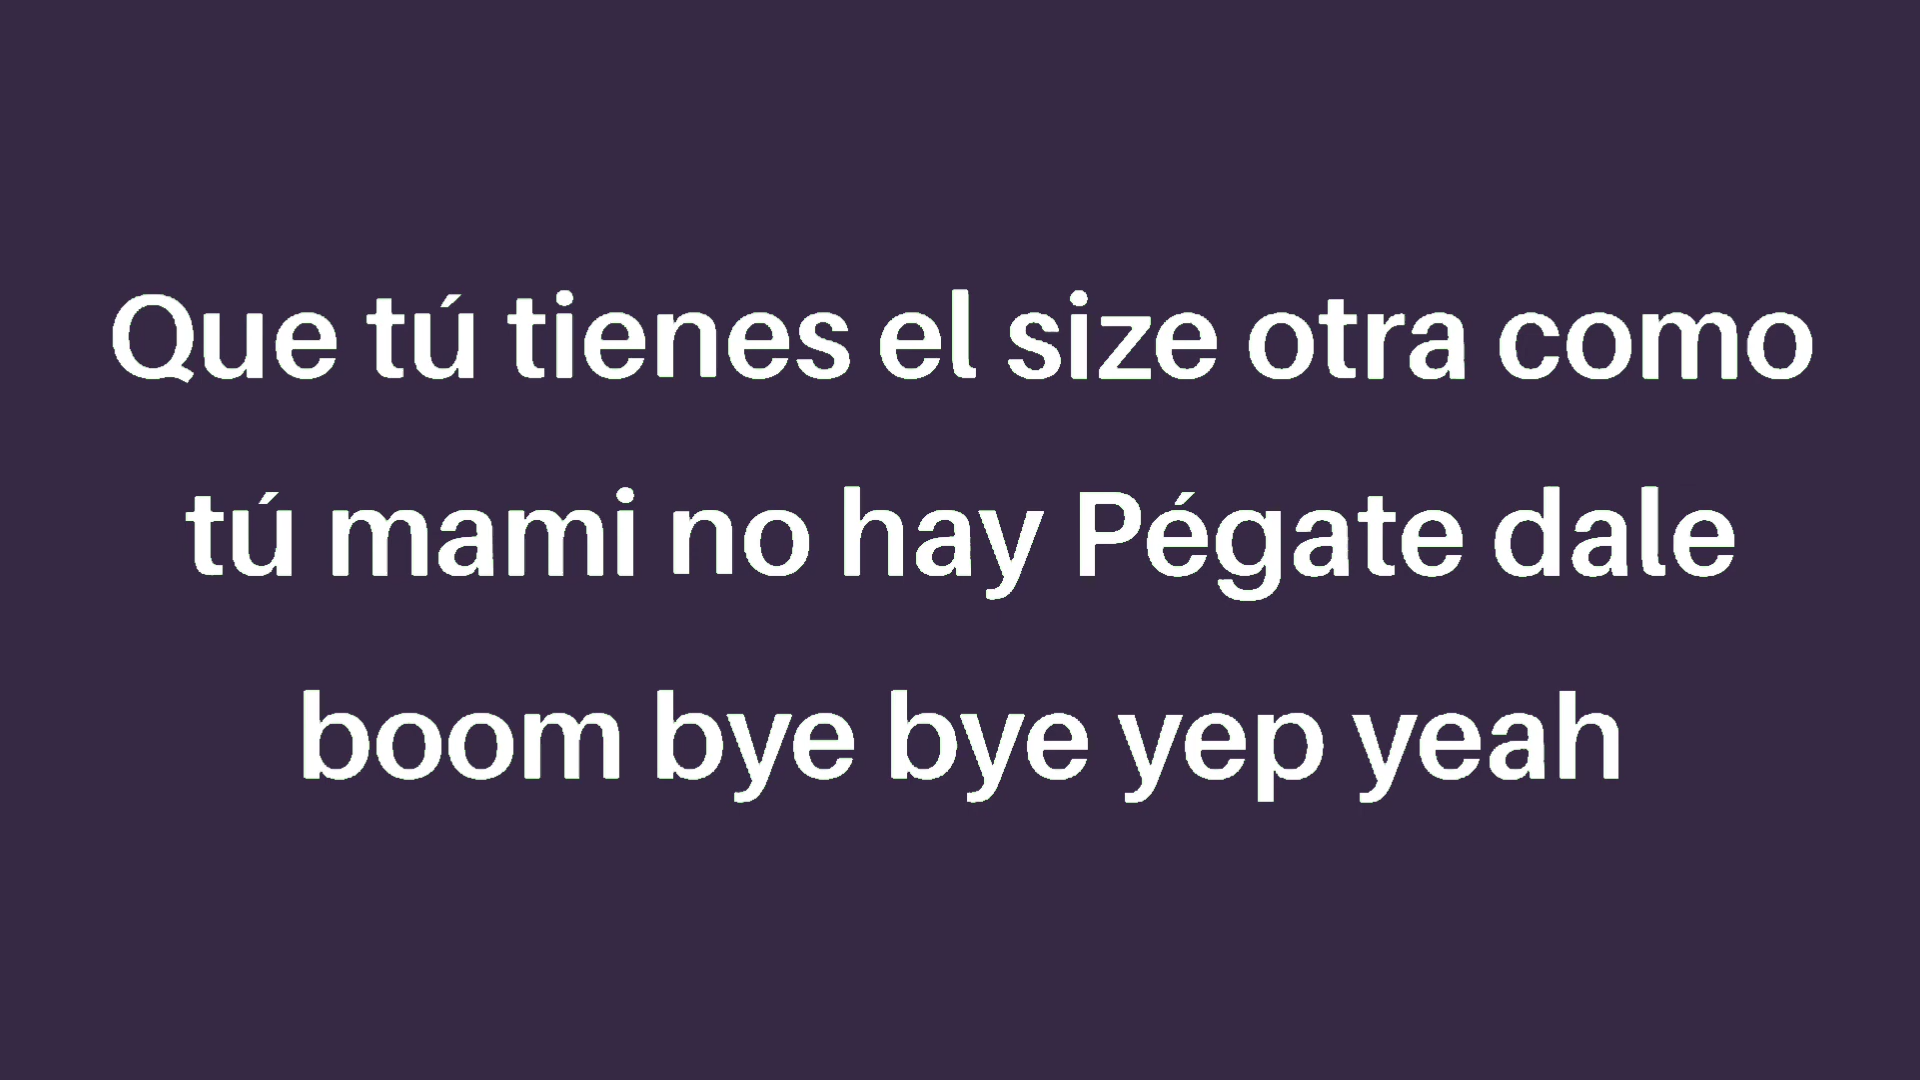 Que tú tienes el size otra como
tú mami no hay Pégate dale
boom bye bye yep yeah